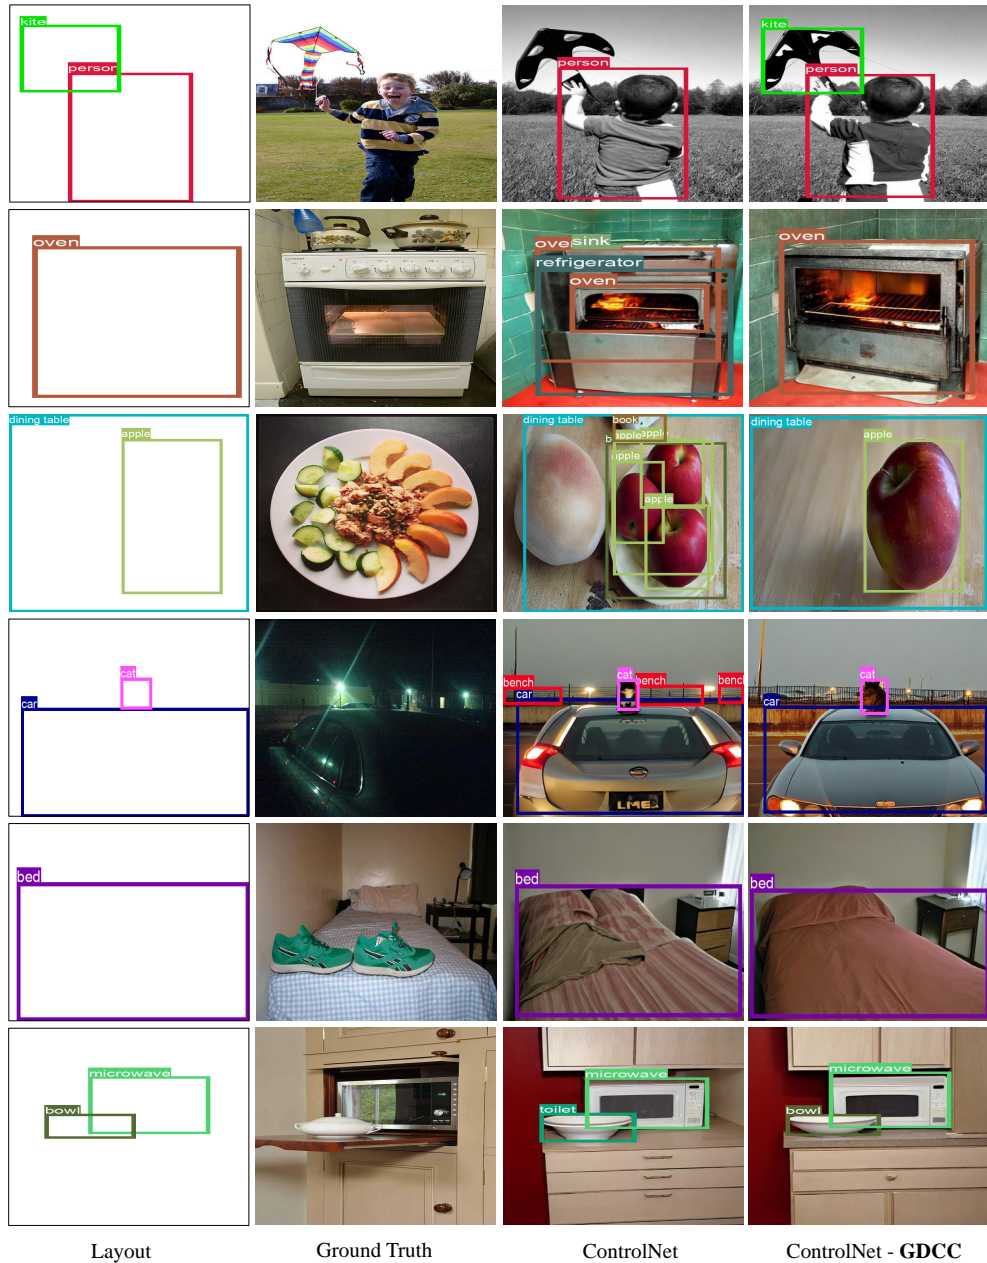 kite
person
person
kite
person
oven
ove
sink
refrigerator
oven
oven
dining table
apple
dining table
book
b
apple
apple
apple
apple
dining table
apple
cat
car
cat
bench
bench
bench
car
LME
cat
car
bed
bed
bed
microwave
bowl
microwave
toilet
microwave
bowl
Layout
Ground Truth
ControlNet
ControlNet - GDCC